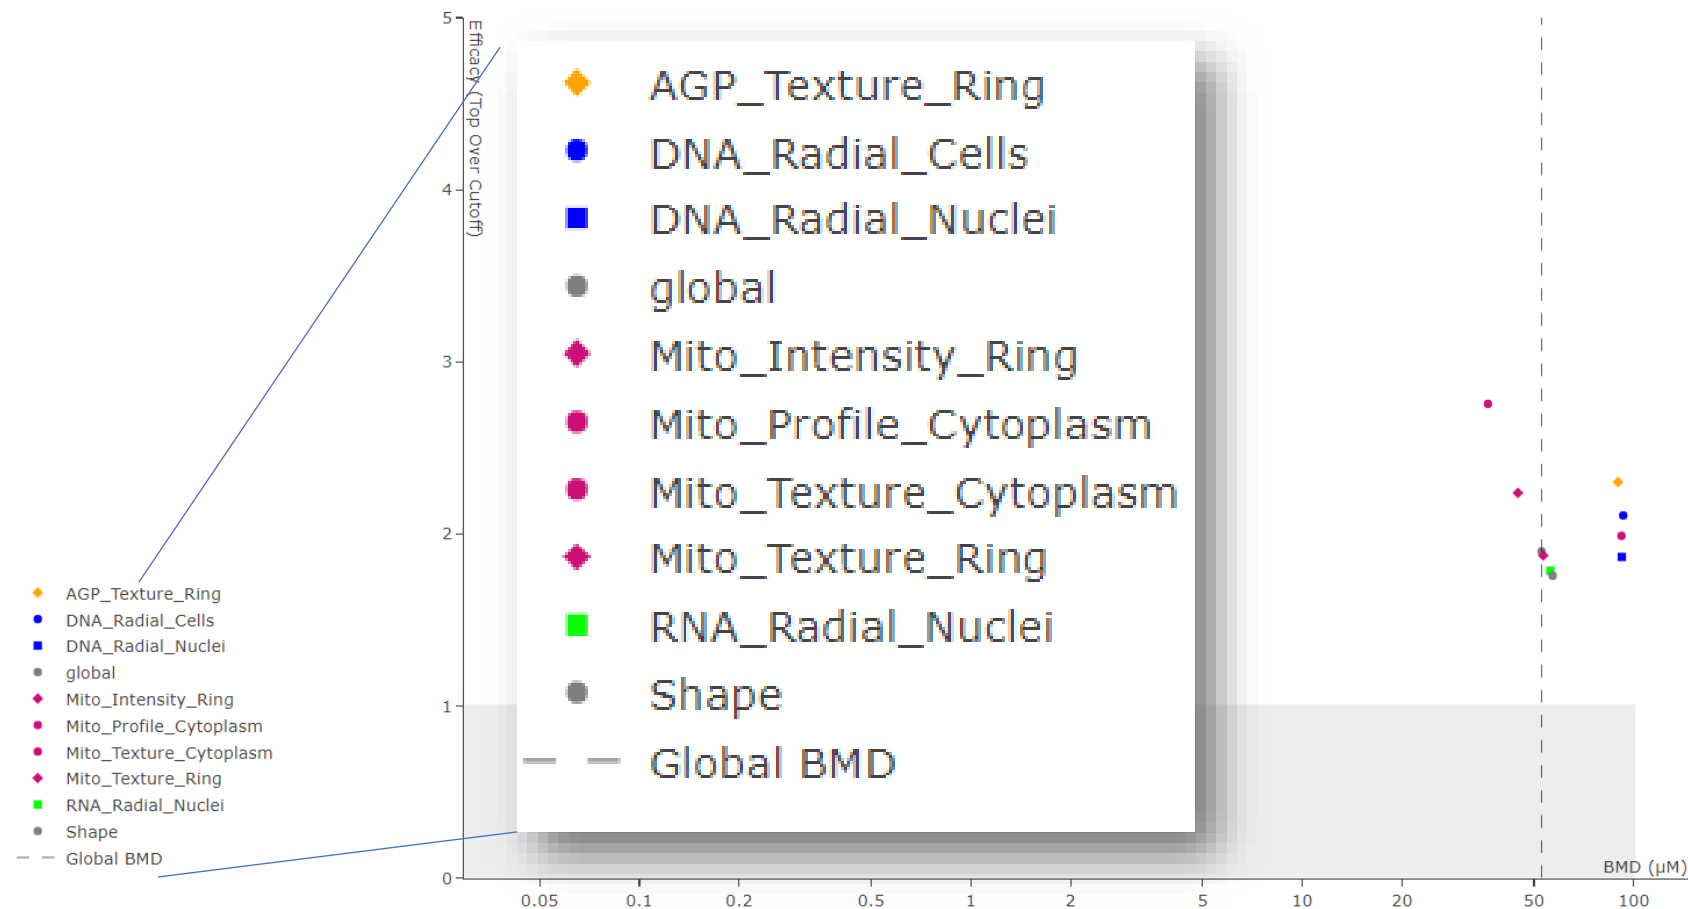 5
Efficacy (Top Over Cutoff)
4
3
2
1
0
AGP_Texture_Ring
DNA_Radial_Cells
DNA_Radial_Nuclei
global
Mito_Intensity_Ring
Mito_Profile_Cytoplasm
Mito_Texture_Cytoplasm
Mito_Texture_Ring
RNA_Radial_Nuclei
Shape
Global BMD
AGP_Texture_Ring
DNA_Radial_Cells
DNA_Radial_Nuclei
global
Mito_Intensity_Ring
Mito_Profile_Cytoplasm
Mito_Texture_Cytoplasm
Mito_Texture_Ring
RNA_Radial_Nuclei
Shape
Global BMD
BMD (μM)
0.05 0.1 0.2 0.5 1 2 5 10 20 50 100